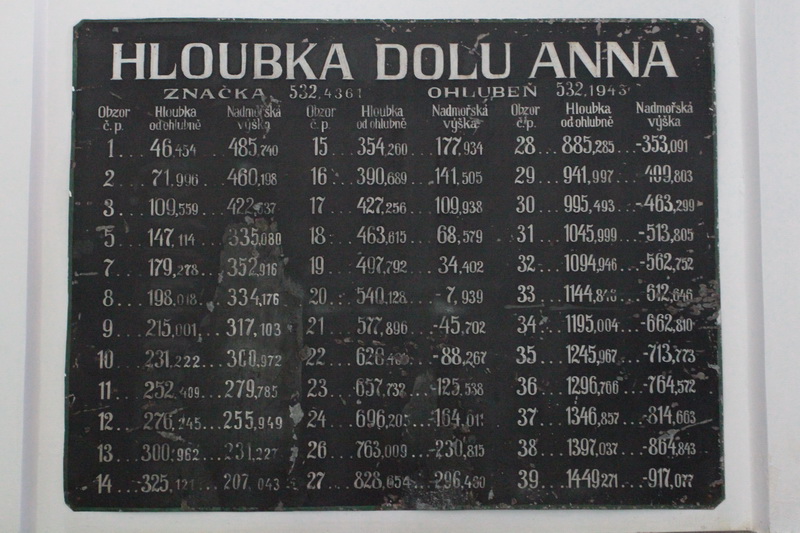 HLOUBKA DOLU ANNA
ZNAČKA 532,4361 OHLUBEŇ 532,1943
Obzor Hloubka Nadmořská Obzor Hloubka Nadmořská Obzor Hloubka Nadmořská
č.p. od ohlubně výška č.p. od ohlubně výška č.p. od ohlubně výška
1...46,454...485,740 15...354,260...177,934 28...885,285...-353,091
2...71,996...460,198 16...390,689...141,505 29...941,997...409,803
3...109,559...422,637 17...427,256...109,938 30...995,493...-463,299
5...147,114...385,080 18...463,615...68,579 31...1045,999...-513,805
7...179,278...352,916 19...497,792...34,402 32...1094,946...-562,752
8...198,018...334,176 20...540,128...7,939 33...1144,840...612,646
9...317,103 21...577,896...-45,702 34...1195,004...-662,810
10...231,222...300,972 22...-88,267 35...1245,967...-713,773
11...252,409...279,785 23...657,732...-125,538 36...1296,766...-764,572
12...276,245...255,949 24...696,205...-164,011 37...1346,857...-814,663
13...300,962...231,227 26...763,009...-230,815 38...1397,037...-864,843
14...207,043 27...828,654...-296,460 39...1449271...-917,077